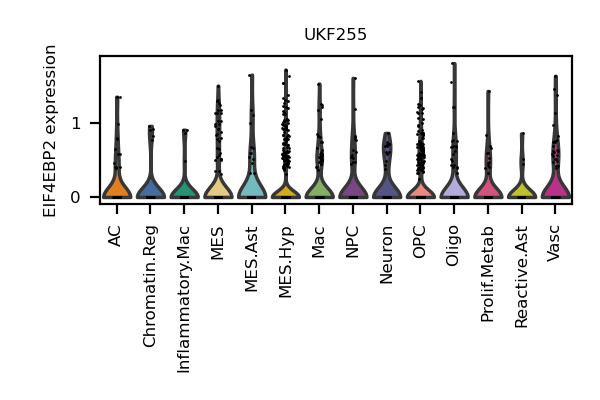 UKF255
EIF4EBP2 expression
1
0
AC
Chromatin.Reg
Inflammatory.Mac
MES
MES.Ast
MES.Hyp
Mac
NPC
Neuron
OPC
Oligo
Prolif.Metab
Reactive.Ast
Vasc